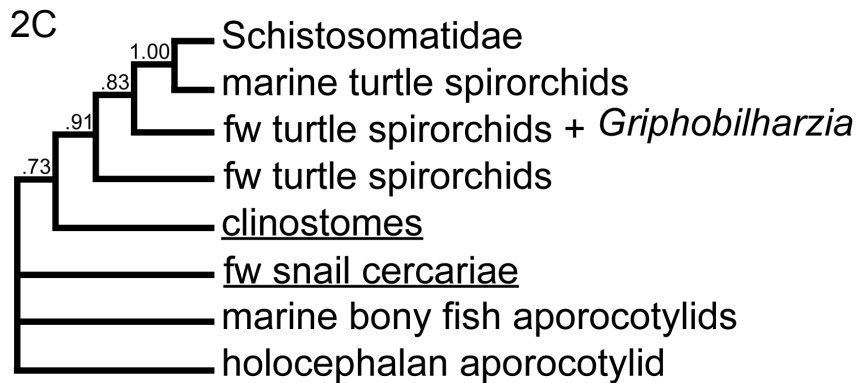 2C
Schistosomatidae
1.00
marine turtle spirorchids
.83
fw turtle spirorchids + Griphobilharzia
.91
fw turtle spirorchids
.73
clinostomes
fw snail cercariae
marine bony fish aporocotylids
holocephalan aporocotylid